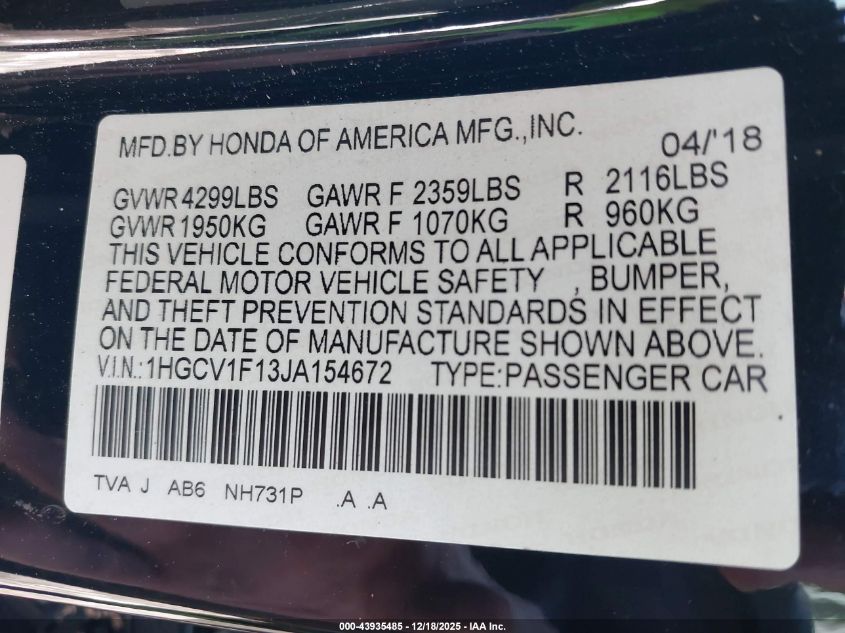 MFD.BY HONDA OF AMERICA MFG.,INC. 04/'18
GVWR 4299LBS GAWR F 2359LBS R 2116LBS
GVWR 1950KG GAWR F 1070KG R 960KG
THIS VEHICLE CONFORMS TO ALL APPLICABLE
FEDERAL MOTOR VEHICLE SAFETY , BUMPER,
AND THEFT PREVENTION STANDARDS IN EFFECT
ON THE DATE OF MANUFACTURE SHOWN ABOVE.
V.I.N.:1HGCV1F13JA154672 TYPE:PASSENGER CAR
TVA J AB6 NH731P .A .A
000-43935485 - 12/18/2025 - IAA Inc.